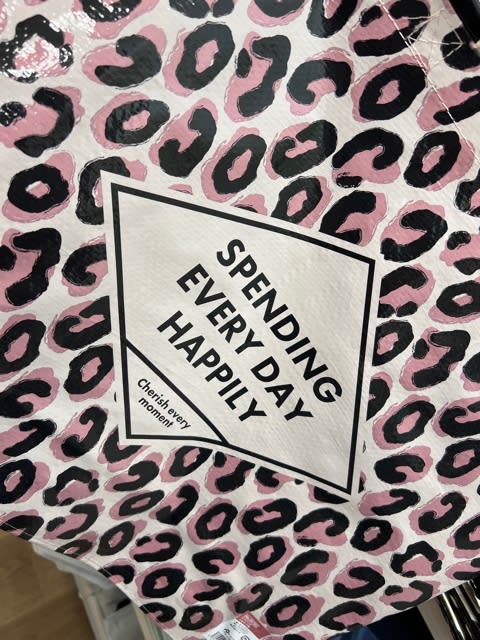 SPENDING
EVERY DAY
HAPPILY
Cherish every
moment